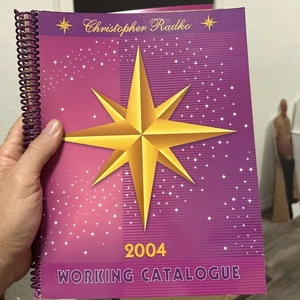 Christopher Radko
2004
WORKING CATALOGUE